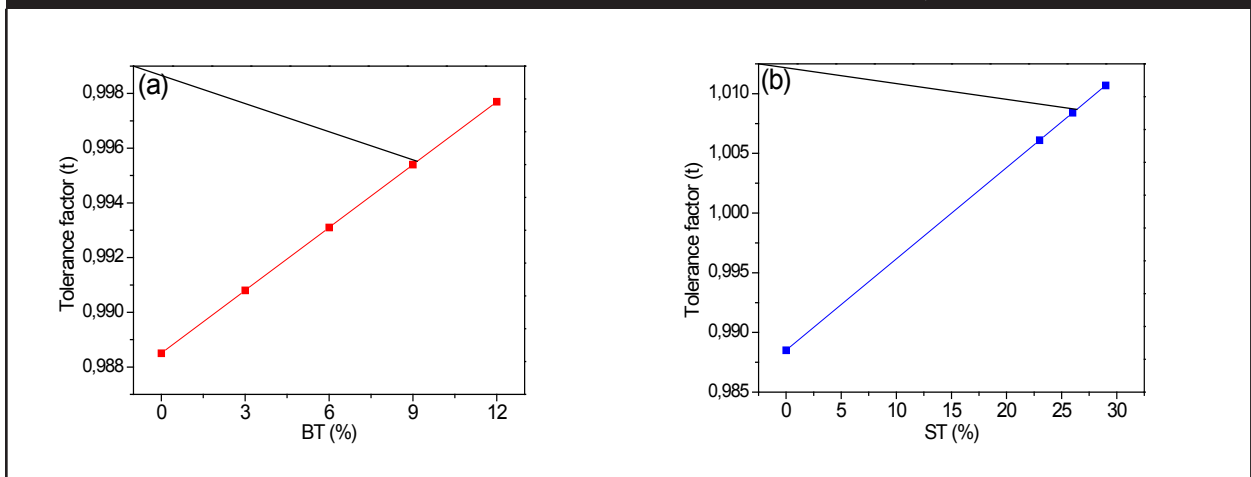 (a)
0,998
0,996
0,994
0,992
0,990
0,988
Tolerance factor (t)
0 3 6 9 12
BT (%)
(b)
1,010
1,005
1,000
0,995
0,990
0,985
Tolerance factor (t)
0 5 10 15 20 25 30
ST (%)